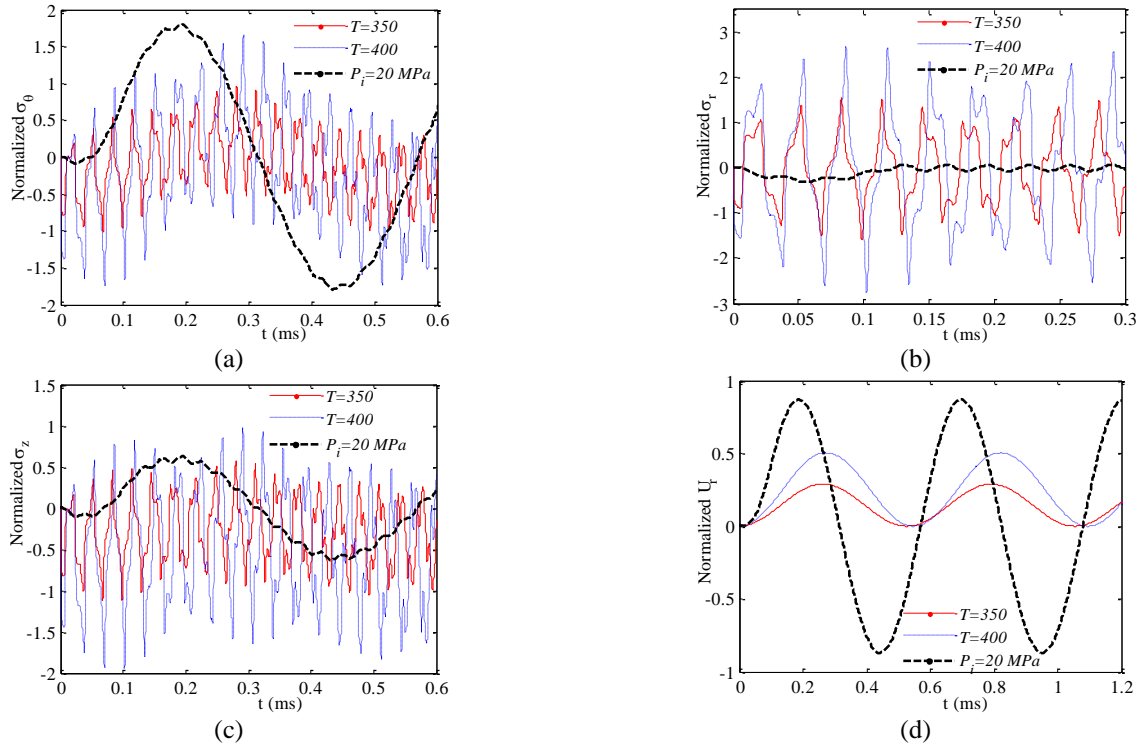 2
1.5
1
0.5
0
-0.5
-1
-1.5
-2
Normalized σθ
T=350
T=400
Pi=20 MPa
0 0.1 0.2 0.3 0.4 0.5 0.6
t (ms)
(a)
3
2
1
0
-1
-2
-3
Normalized σr
T=350
T=400
Pi=20 MPa
0 0.05 0.1 0.15 0.2 0.25 0.3
t (ms)
(b)
1.5
1
0.5
0
-0.5
-1
-1.5
-2
Normalized σz
T=350
T=400
Pi=20 MPa
0 0.1 0.2 0.3 0.4 0.5 0.6
t (ms)
(c)
1
0.5
0
-0.5
-1
Normalized Ur
T=350
T=400
Pi=20 MPa
0 0.2 0.4 0.6 0.8 1 1.2
t (ms)
(d)